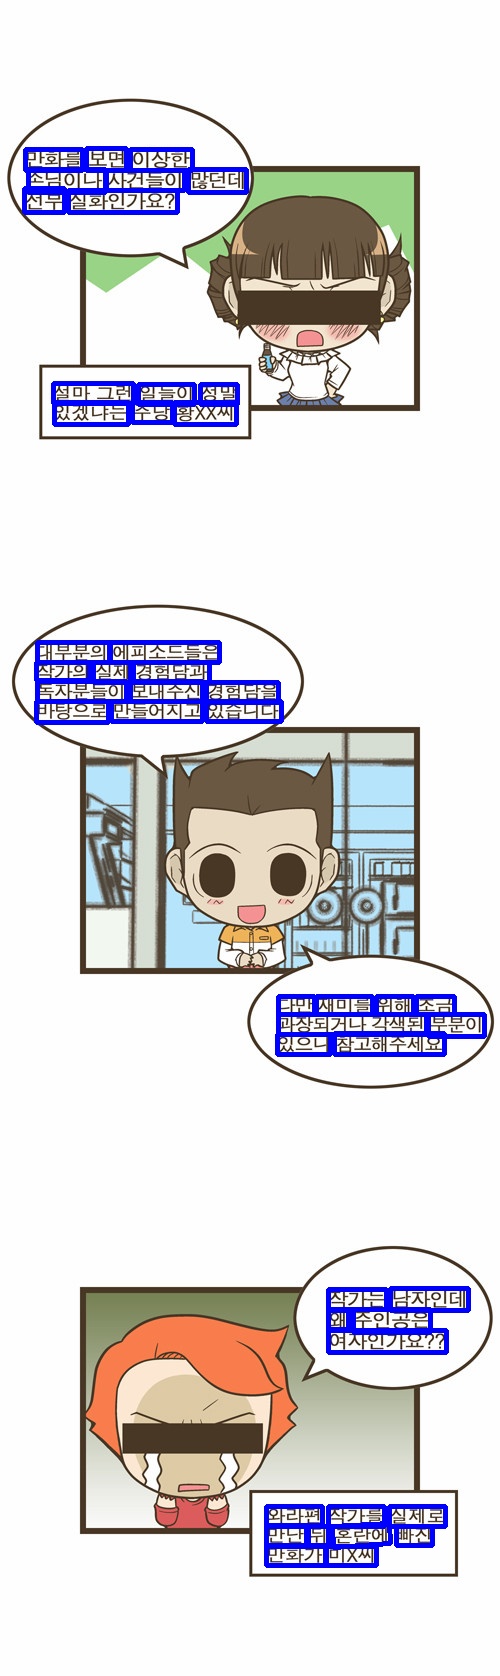 만화를 보면 이상한
손님이나 사건들이 많던데
전부 실화인가요?
설마 그런 일들이 정말
있겠냐는 수당 황XX씨
대부분의 에피소드들은
작가의 실제 경험담과
독자분들이 보내주신 경험담을
바탕으로 만들어지고 있습니다
다만 재미를 위해 조금
과장되거나 각색된 부분이
있으니 참고해주세요
작가는 남자인데
왜 주인공은
여자인가요??
와라편 작가를 실제로
만난 뒤 혼란에 빠진
만화가 미X씨